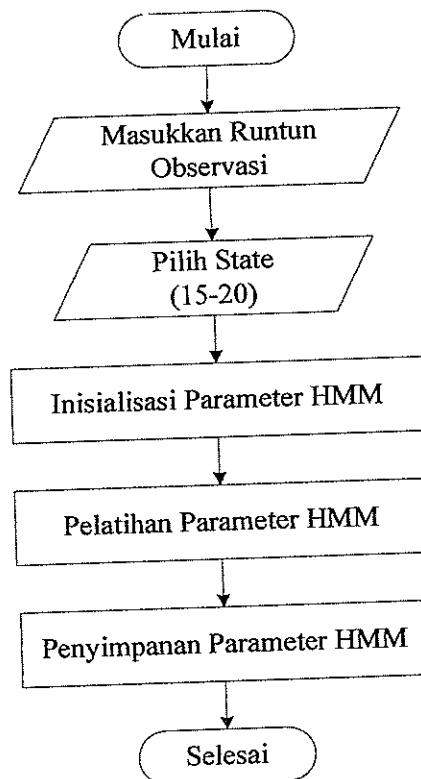 Mulai
Masukkan Runtun
Observasi
Pilih State
(15-20)
Inisialisasi Parameter HMM
Pelatihan Parameter HMM
Penyimpanan Parameter HMM
Selesai